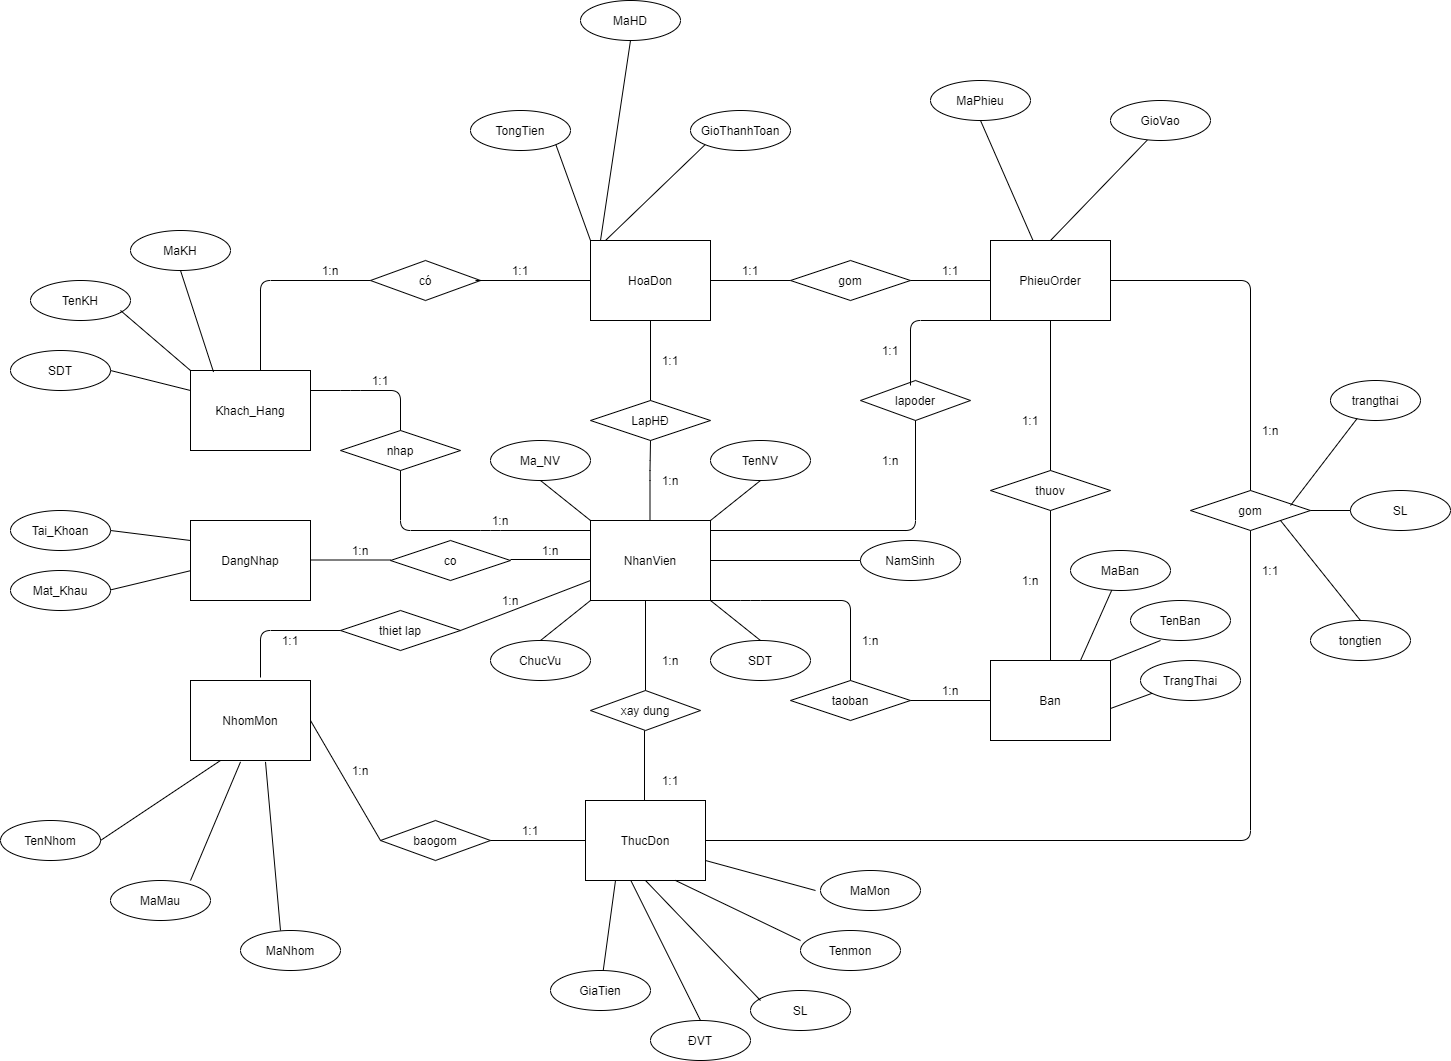 MaHD
MaPhieu
GioVao
TongTien
GioThanhToan
MaKH
TenKH
1:n
có
1:1
HoaDon
1:1
gom
1:1
PhieuOrder
SDT
1:1
1:1
1:1
Khach_Hang
LapHĐ
lapoder
1:1
1:n
trangthai
nhap
Ma_NV
TenNV
1:n
1:n
thuov
gom
SL
Tai_Khoan
1:n
DangNhap
1:n
co
1:n
NhanVien
NamSinh
Mat_Khau
1:n
1:n
MaBan
1:1
1:1
thiet lap
1:n
TenBan
tongtien
ChucVu
1:n
SDT
1:n
TrangThai
NhomMon
xay dung
taoban
1:n
Ban
1:n
1:1
TenNhom
baogom
1:1
ThucDon
MaMau
MaMon
MaNhom
Tenmon
GiaTien
SL
ĐVT